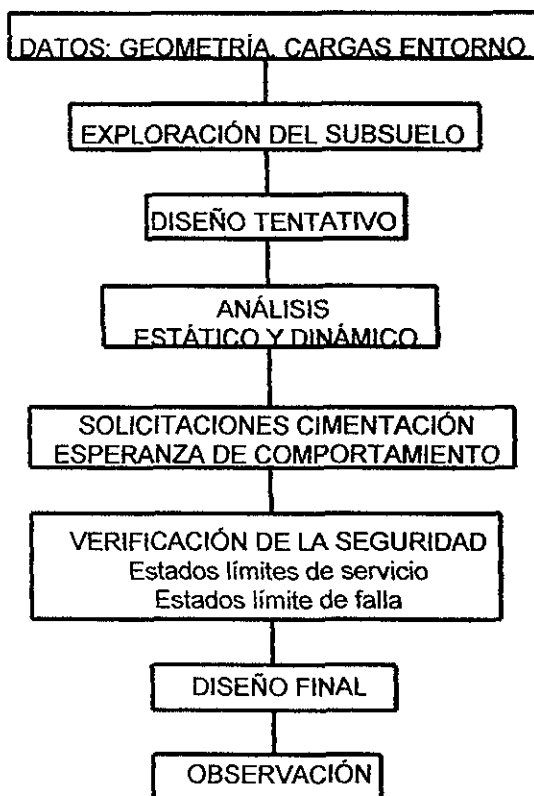 DATOS: GEOMETRÍA, CARGAS ENTORNO
EXPLORACIÓN DEL SUBSUELO
DISEÑO TENTATIVO
ANÁLISIS
ESTÁTICO Y DINÁMICO
SOLICITACIONES CIMENTACIÓN
ESPERANZA DE COMPORTAMIENTO
VERIFICACIÓN DE LA SEGURIDAD
Estados límites de servicio
Estados límite de falla
DISEÑO FINAL
OBSERVACIÓN